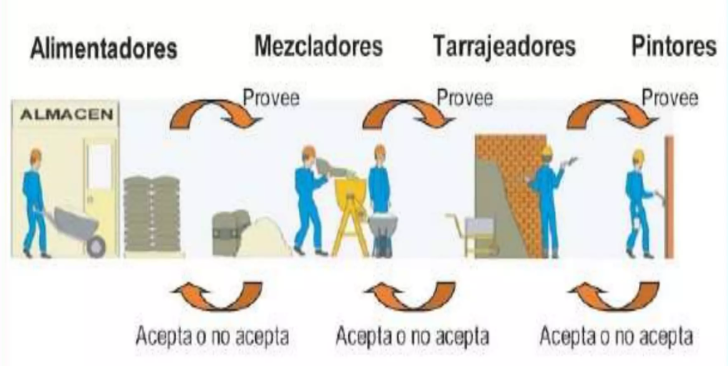 Alimentadores
Mezcladores
Tarrajeadores
Pintores
Provee
Provee
Provee
ALMACEN
Acepta o no acepta
Acepta o no acepta
Acepta o no acepta